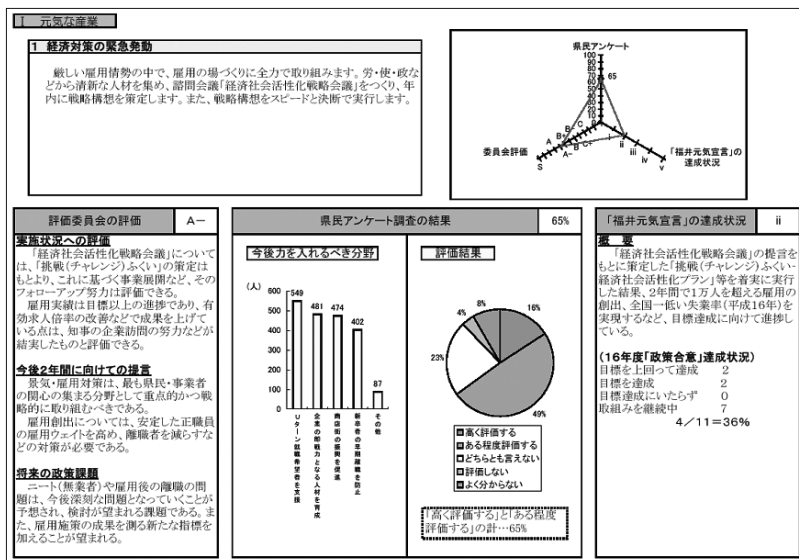 Ⅰ 元気な産業
1 経済対策の緊急発動
厳しい雇用情勢の中で、雇用の場づくりに全力で取り組みます。労・使・政な
どから清新な人材を集め、諮問会議「経済社会活性化戦略会議」をつくり、年
内に戦略構想を策定します。また、戦略構想をスピードと決断で実行します。
県民アンケート
100
90
80
70
60
50
40
30
20
10
0
65
委員会評価
S
A
A-
B+
B
B-
C+
C
ⅰ
ⅱ
ⅲ
ⅳ
ⅴ
「福井元気宣言」の
達成状況
評価委員会の評価 A-
実施状況への評価
「経済社会活性化戦略会議」につい
ては、「挑戦(チャレンジ)ふくい」の策定は
もとより、これに基づく事業展開など、その
フォローアップ努力は評価できる。
雇用実績は目標以上の進捗であり、有
効求人倍率の改善などで成果を上げて
いる点は、知事の企業訪問の努力などが
結実したものと評価できる。
今後2年間に向けての提言
景気・雇用対策は、最も県民・事業者
の関心の集まる分野として重点的かつ戦
略的に取り組むべきである。
雇用創出については、安定した正職員
の雇用ウェイトを高め、離職者を減らすな
どの対策が必要である。
将来の政策課題
ニート(無業者)や雇用後の離職の問
題は、今後深刻な問題となっていくことが
予想され、検討が望まれる課題である。ま
た、雇用施策の成果を測る新たな指標を
加えることが望まれる。
県民アンケート調査の結果 65%
今後力を入れるべき分野
(人)
600
500
400
300
200
100
0
549
481
474
402
87
Uターン就職希望者を支援
企業の即戦力となる人材を育成
商店街の振興を促進
新卒者の早期離職を防止
その他
評価結果
16%
49%
23%
4%
8%
高く評価する
ある程度評価する
どちらとも言えない
評価しない
よく分からない
「高く評価する」と「ある程度
評価する」の計…65%
「福井元気宣言」の達成状況 ⅱ
概 要
「経済社会活性化戦略会議」の提言を
もとに策定した「挑戦(チャレンジ)ふくい-
経済活性化プラン」等を着実に実行し
た結果、2年間で1万人を超える雇用の
創出、全国一低い失業率(平成16年)を
実現するなど、目標達成に向けて進捗し
ている。
(16年度「政策合意」達成状況)
目標を上回って達成 2
目標を達成 2
目標達成にいたらず 0
取組みを継続中 7
4/11=36%